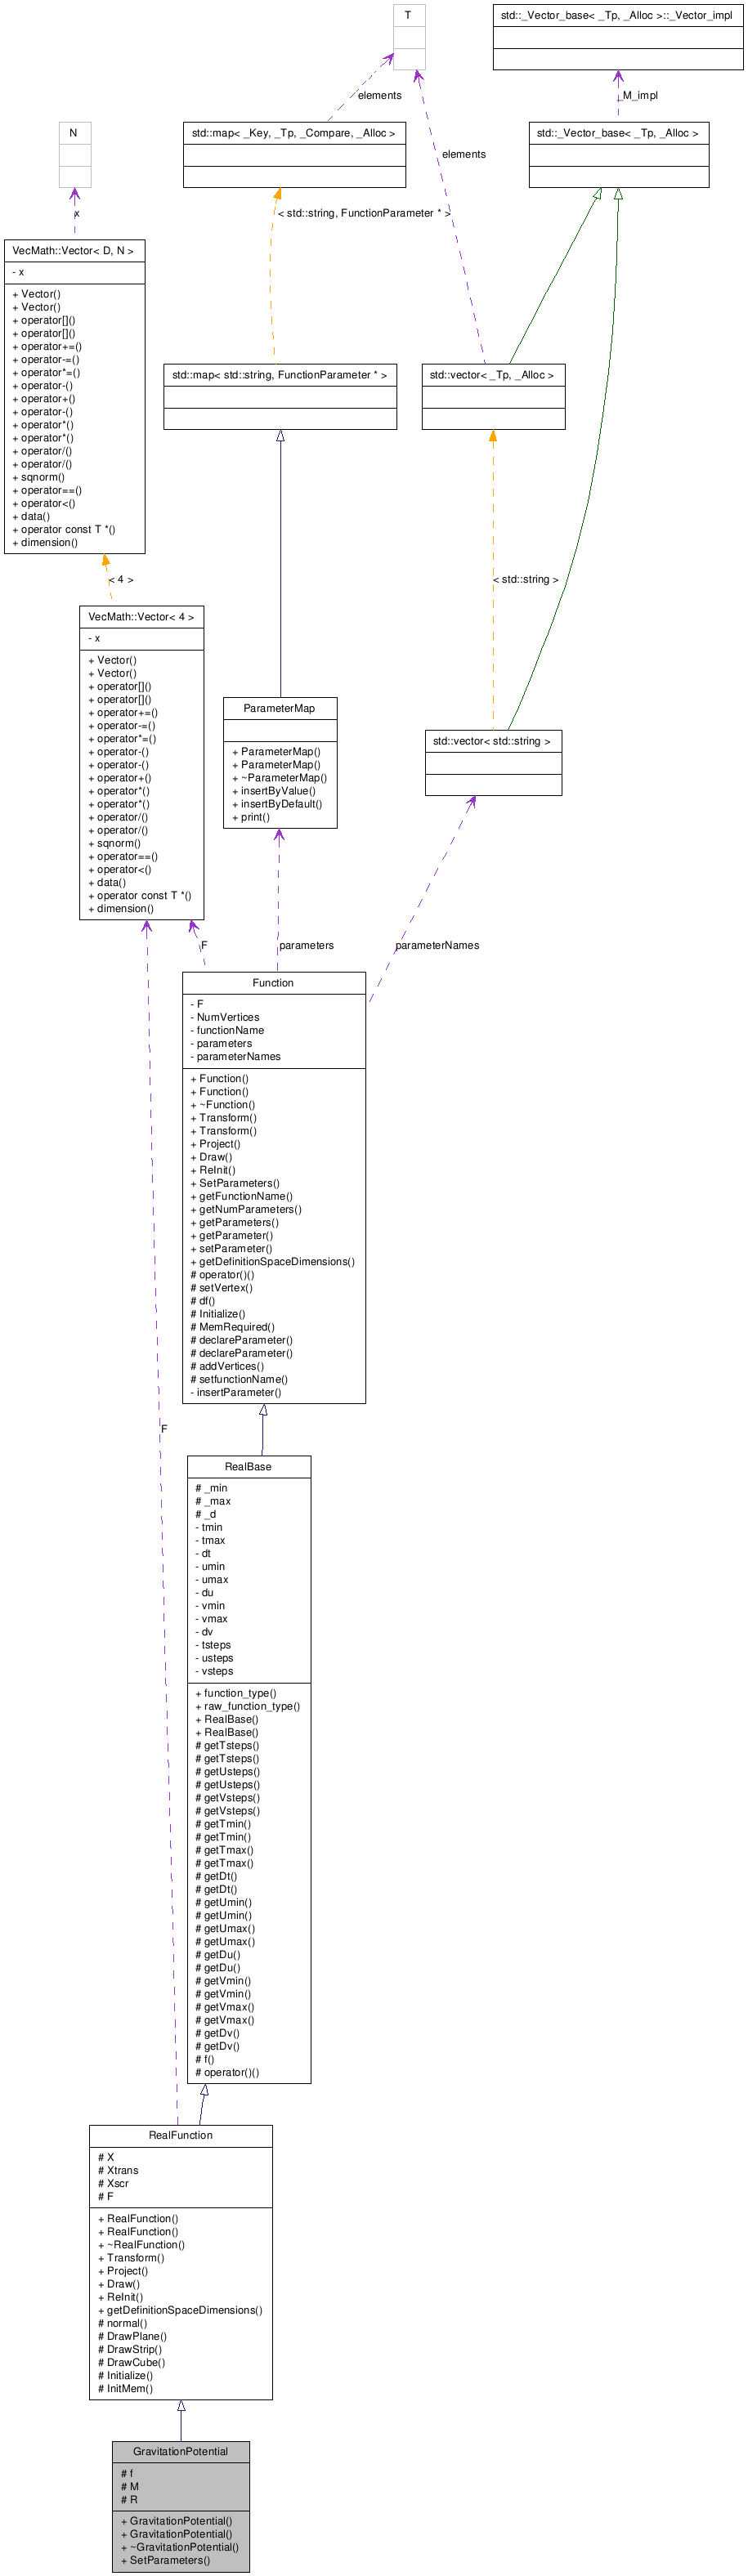 T
std::_Vector_base< _Tp, _Alloc >::_Vector_impl
elements
_M_impl
N
std::map< _Key, _Tp, _Compare, _Alloc >
std::_Vector_base< _Tp, _Alloc >
elements
x
< std::string, FunctionParameter * >
VecMath::Vector< D, N >
- x
+ Vector()
+ Vector()
+ operator[]()
+ operator[]()
+ operator+=()
+ operator-=()
+ operator*=()
+ operator-()
+ operator+()
+ operator-()
+ operator*()
+ operator*()
+ operator/()
+ operator/()
+ sqnorm()
+ operator==()
+ operator<()
+ data()
+ operator const T *()
+ dimension()
std::map< std::string, FunctionParameter * >
std::vector< _Tp, _Alloc >
< 4 >
< std::string >
VecMath::Vector< 4 >
- x
+ Vector()
+ Vector()
+ operator[]()
+ operator[]()
+ operator+=()
+ operator-=()
+ operator*=()
+ operator-()
+ operator-()
+ operator+()
+ operator*()
+ operator*()
+ operator/()
+ operator/()
+ sqnorm()
+ operator==()
+ operator<()
+ data()
+ operator const T *()
+ dimension()
ParameterMap
+ ParameterMap()
+ ParameterMap()
+ ~ParameterMap()
+ insertByValue()
+ insertByDefault()
+ print()
std::vector< std::string >
F
parameters
parameterNames
Function
- F
- NumVertices
- functionName
- parameters
- parameterNames
+ Function()
+ Function()
+ ~Function()
+ Transform()
+ Transform()
+ Project()
+ Draw()
+ ReInit()
+ SetParameters()
+ getFunctionName()
+ getNumParameters()
+ getParameters()
+ getParameter()
+ setParameter()
+ getDefinitionSpaceDimensions()
# operator()()
# setVertex()
# df()
# Initialize()
# MemRequired()
# declareParameter()
# declareParameter()
# addVertices()
# setfunctionName()
- insertParameter()
F
RealBase
# _min
# _max
# _d
- tmin
- tmax
- dt
- umin
- umax
- du
- vmin
- vmax
- dv
- tsteps
- usteps
- vsteps
+ function_type()
+ raw_function_type()
+ RealBase()
+ RealBase()
# getTsteps()
# getTsteps()
# getUsteps()
# getUsteps()
# getVsteps()
# getVsteps()
# getTmin()
# getTmin()
# getTmax()
# getTmax()
# getDt()
# getDt()
# getUmin()
# getUmin()
# getUmax()
# getUmax()
# getDu()
# getDu()
# getVmin()
# getVmin()
# getVmax()
# getVmax()
# getDv()
# getDv()
# f()
# operator()()
RealFunction
# X
# Xtrans
# Xscr
# F
+ RealFunction()
+ RealFunction()
+ ~RealFunction()
+ Transform()
+ Project()
+ Draw()
+ ReInit()
+ getDefinitionSpaceDimensions()
# normal()
# DrawPlane()
# DrawStrip()
# DrawCube()
# Initialize()
# InitMem()
GravitationPotential
# f
# M
# R
+ GravitationPotential()
+ GravitationPotential()
+ ~GravitationPotential()
+ SetParameters()